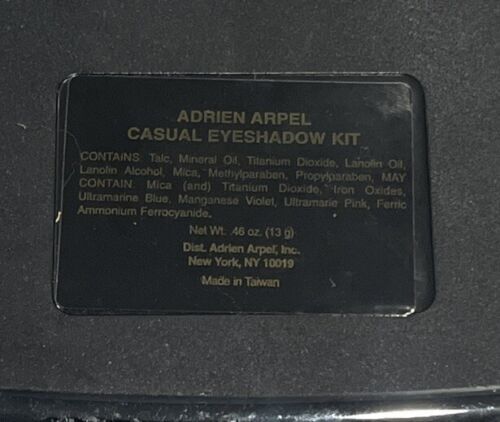 ADRIEN ARPEL
CASUAL EYESHADOW KIT
CONTAINS: Talc, Mineral Oil, Titanium Dioxide, Lanolin Oil,
Lanolin Alcohol, Mica, Methylparaben, Propylparaben, MAY
CONTAIN: Mica (and) Titanium Dioxide, Iron Oxides,
Ultramarine Blue, Manganese Violet, Ultramarie Pink, Ferric
Ammonium Ferrocyanide.
Net Wt. .46 oz. (13 g)
Dist. Adrien Arpel, Inc.
New York, NY 10019
Made in Taiwan